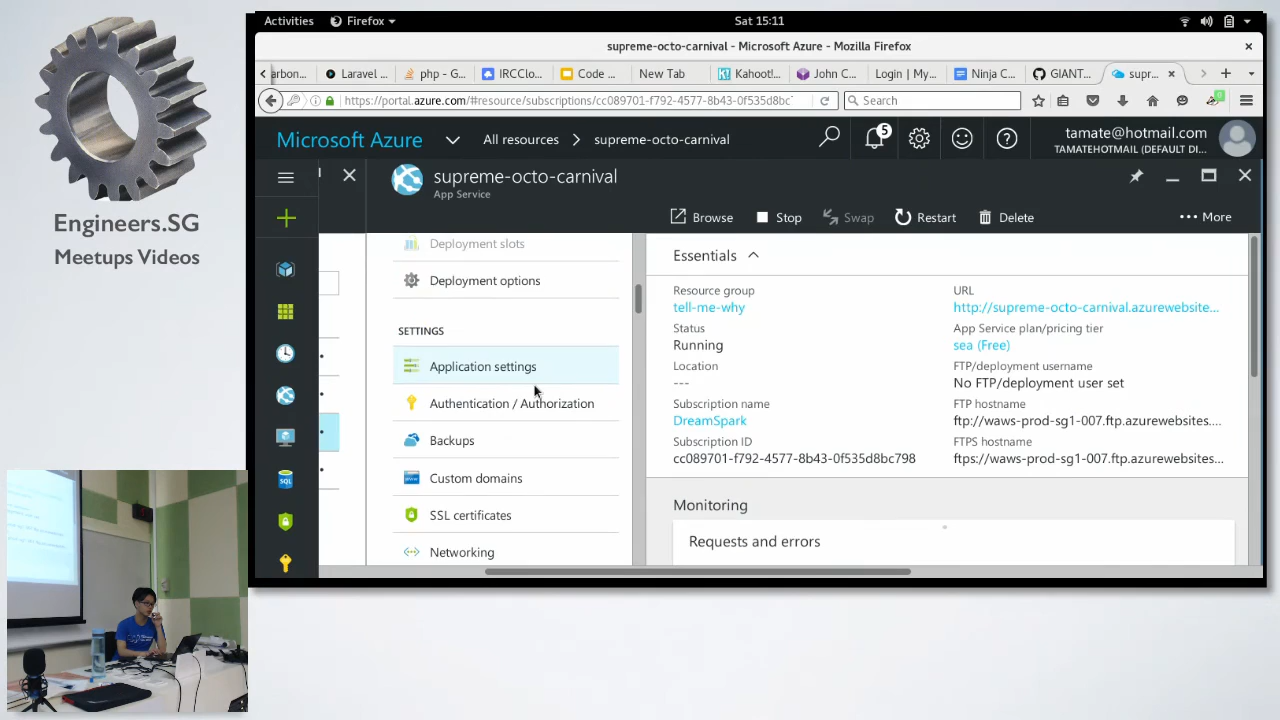 Engineers.SG
Meetups Videos
Activities
Firefox
Sat 15:11
supreme-octo-carnival - Microsoft Azure - Mozilla Firefox
arbon...
Laravel ...
php - G...
IRCClo...
Code ...
New Tab
Kahoot!...
John C...
Login | My...
Ninja C...
GIANT...
supr...
https://portal.azure.com/#resource/subscriptions/cc089701-f792-4577-8b43-0f535d8bc7
Search
0
Microsoft Azure
All resources
supreme-octo-carnival
5
tamate@hotmail.com
TAMATEHOTMAIL (DEFAULT DI...
supreme-octo-carnival
App Service
Browse
Stop
Swap
Restart
Delete
More
Deployment slots
Deployment options
SETTINGS
Application settings
Authentication / Authorization
Backups
Custom domains
SSL certificates
Networking
Essentials
Resource group
tell-me-why
Status
Running
Location
---
Subscription name
DreamSpark
Subscription ID
cc089701-f792-4577-8b43-0f535d8bc798
URL
http://supreme-octo-carnival.azurewebsite...
App Service plan/pricing tier
sea (Free)
FTP/deployment username
No FTP/deployment user set
FTP hostname
ftp://waws-prod-sg1-007.ftp.azurewebsites....
FTPS hostname
ftps://waws-prod-sg1-007.ftp.azurewebsites...
Monitoring
Requests and errors